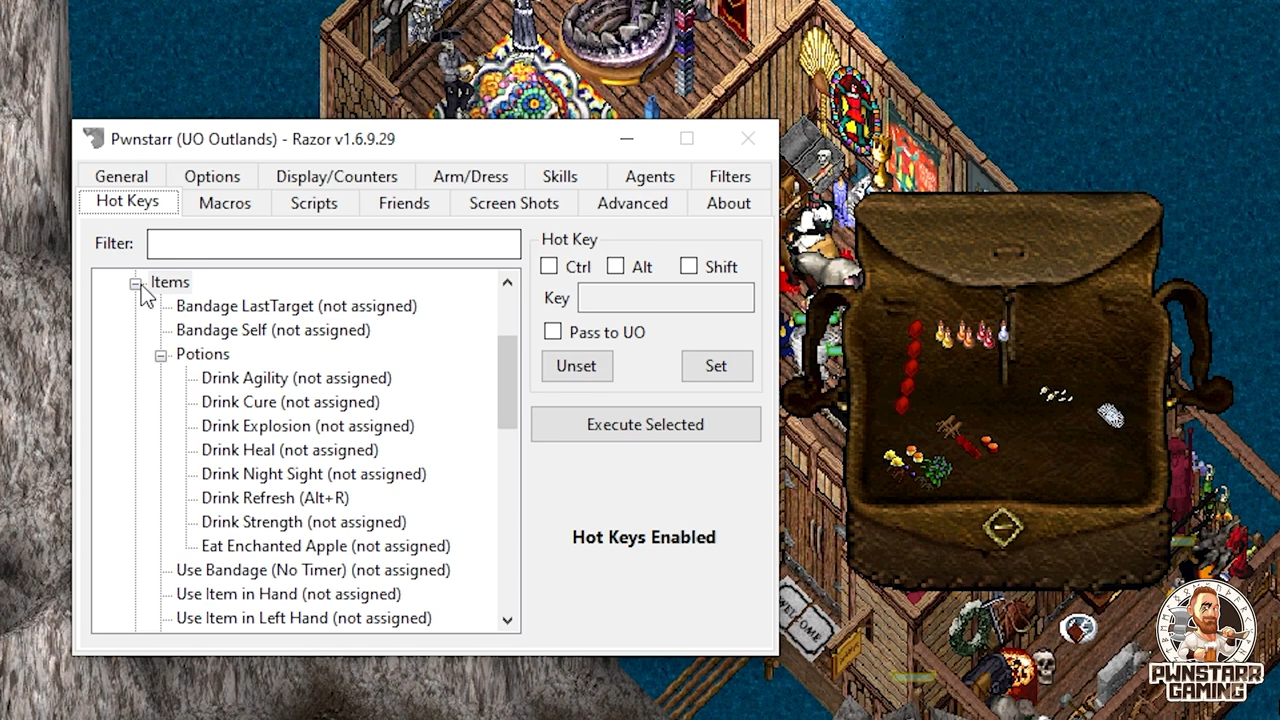 Pwnstarr (UO Outlands) - Razor v1.6.9.29
General Options Display/Counters Arm/Dress Skills Agents Filters
Hot Keys Macros Scripts Friends Screen Shots Advanced About
Filter:
Items
Bandage LastTarget (not assigned)
Bandage Self (not assigned)
Potions
Drink Agility (not assigned)
Drink Cure (not assigned)
Drink Explosion (not assigned)
Drink Heal (not assigned)
Drink Night Sight (not assigned)
Drink Refresh (Alt+R)
Drink Strength (not assigned)
Eat Enchanted Apple (not assigned)
Use Bandage (No Timer) (not assigned)
Use Item in Hand (not assigned)
Use Item in Left Hand (not assigned)
Hot Key
Ctrl Alt Shift
Key
Pass to UO
Unset Set
Execute Selected
Hot Keys Enabled
WELCOME
PWNSTARR
GAMING